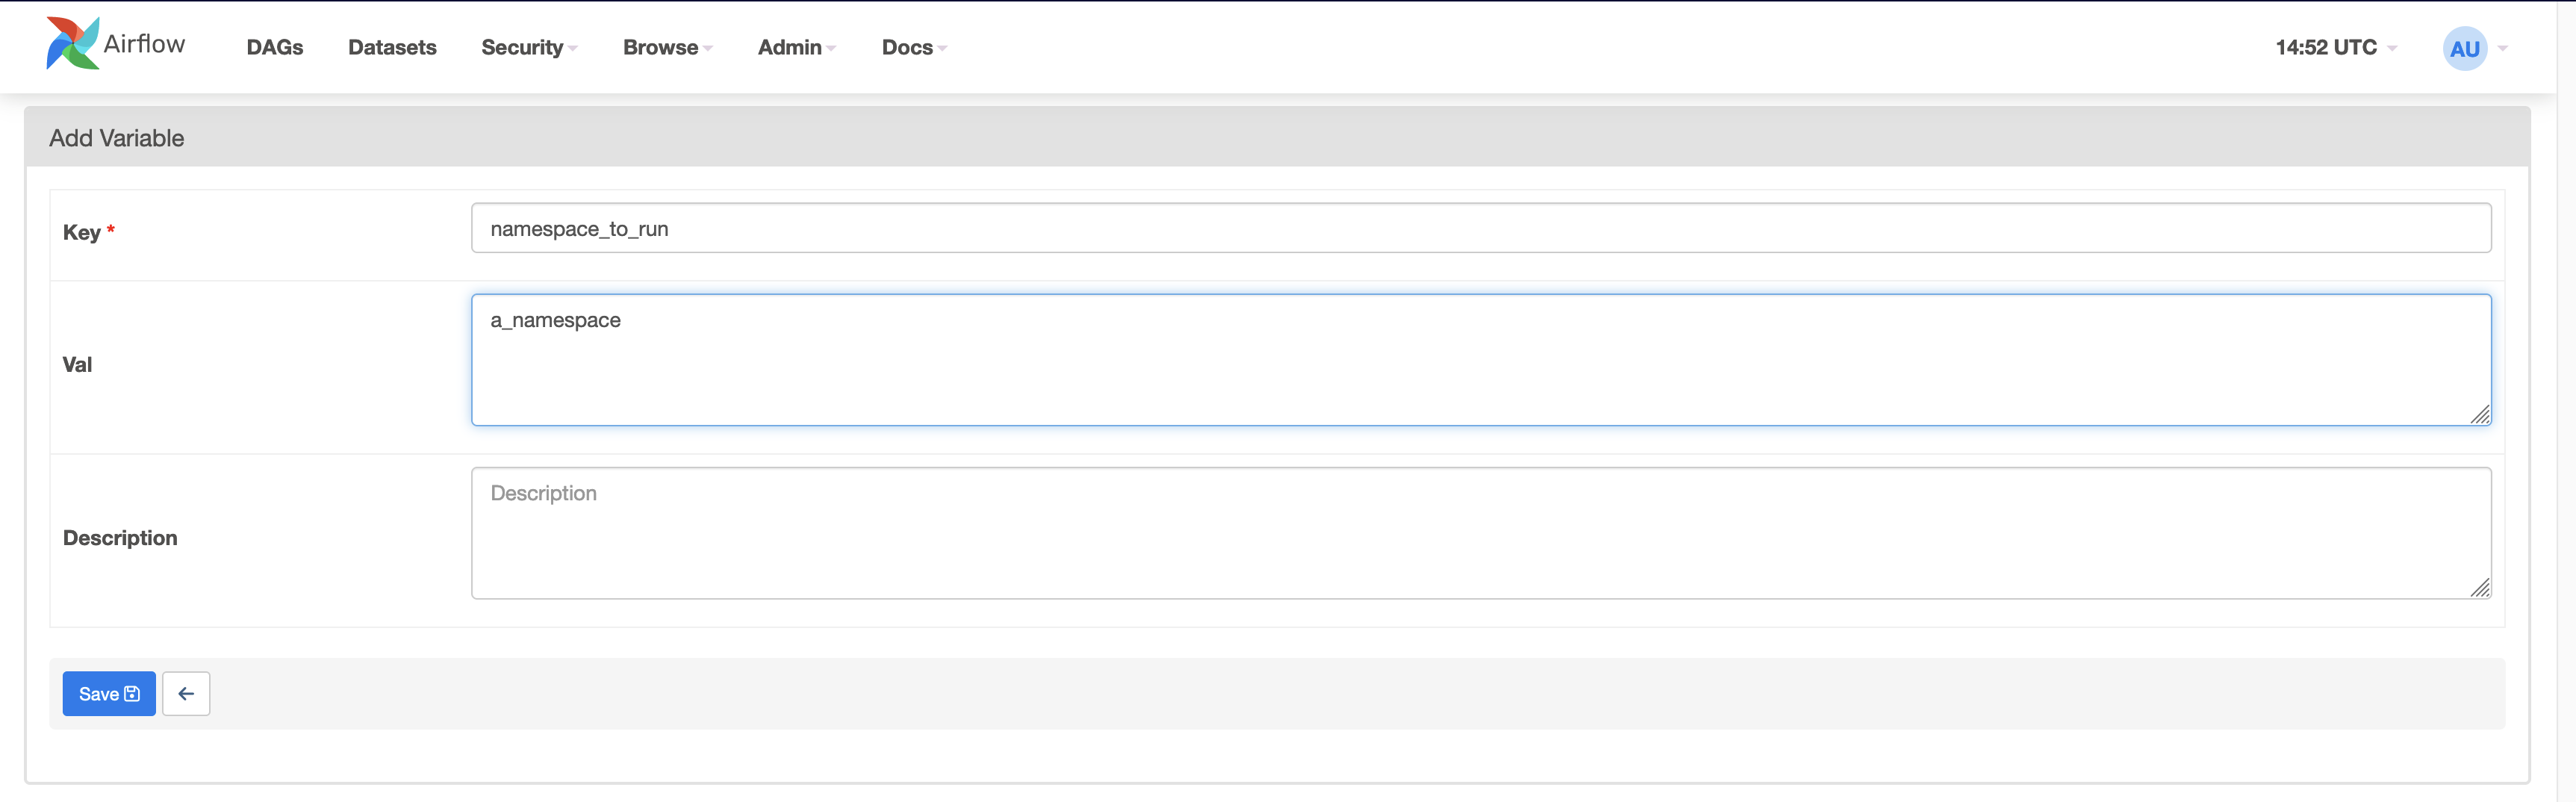 Airflow DAGs Datasets Security Browse Admin Docs 14:52 UTC AU
Add Variable
Key * namespace_to_run
Val a_namespace
Description
Description
Save